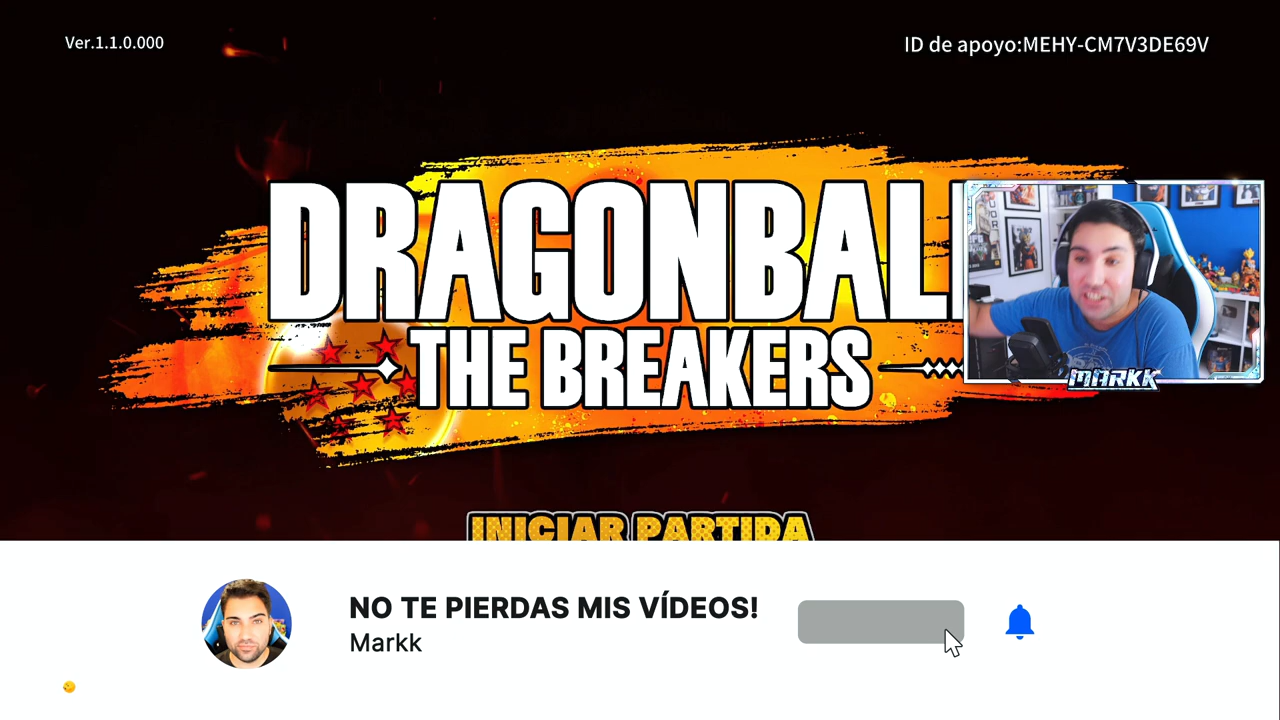 Ver.1.1.0.000
ID de apoyo:MEHY-CM7V3DE69V
DRAGONBALL
THE BREAKERS
MARKK
INICIAR PARTIDA
NO TE PIERDAS MIS VÍDEOS!
Markk